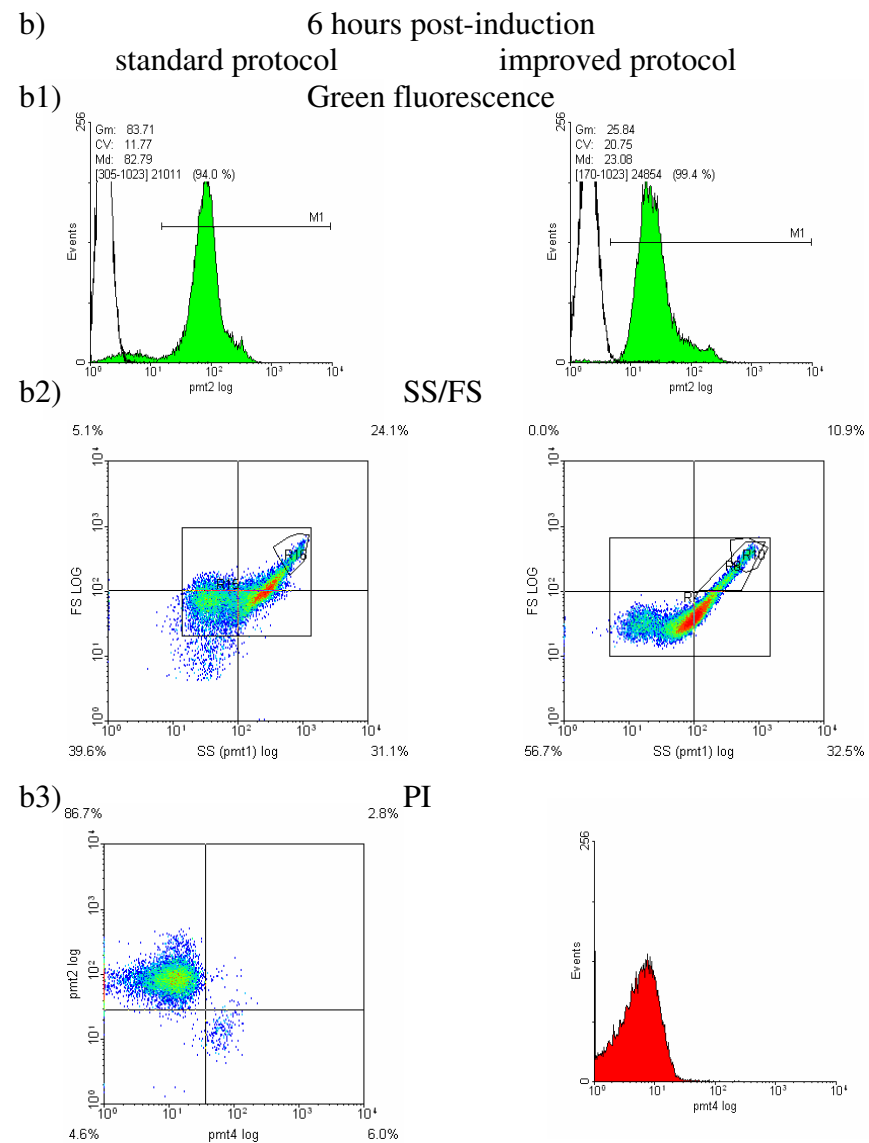 b) 6 hours post-induction
standard protocol improved protocol
b1) Green fluorescence
256
Gm: 83.71
CV: 11.77
Md: 82.79
[305-1023] 21011 (94.0 %)
M1
Events
0
10⁰ 10¹ 10² 10³ 10⁴
pmt2 log
256
Gm: 25.84
CV: 20.75
Md: 23.08
[170-1023] 24854 (99.4 %)
M1
Events
0
10⁰ 10¹ 10² 10³ 10⁴
pmt2 log
b2) SS/FS
5.1% 24.1%
10⁴
10³
10²
10¹
10⁰
FS LOG
10⁰ 10¹ 10² 10³ 10⁴
39.6% SS (pmt1) log 31.1%
0.0% 10.9%
10⁴
10³
10²
10¹
10⁰
FS LOG
10⁰ 10¹ 10² 10³ 10⁴
56.7% SS (pmt1) log 32.5%
b3) PI
86.7% 2.8%
10⁴
10³
10²
10¹
10⁰
pmt2 log
10⁰ 10¹ 10² 10³ 10⁴
4.6% pmt4 log 6.0%
256
Events
0
10⁰ 10¹ 10² 10³ 10⁴
pmt4 log